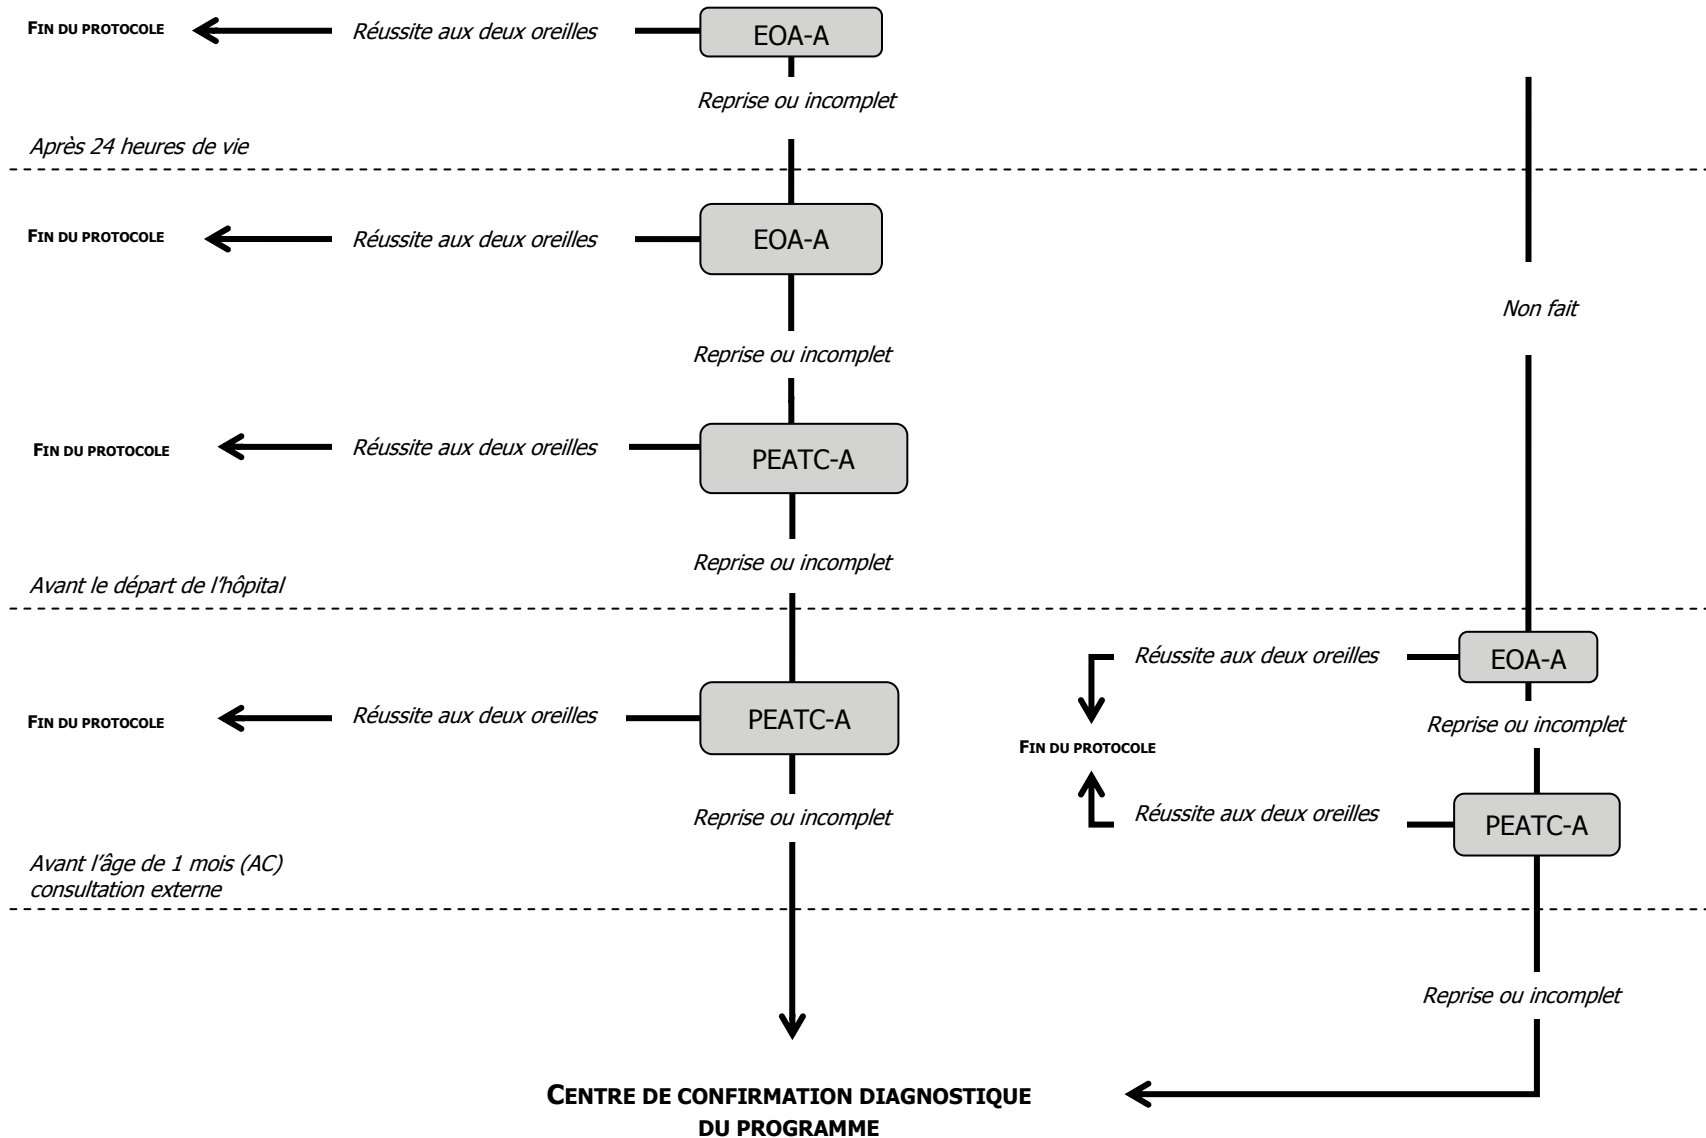 FIN DU PROTOCOLE Réussite aux deux oreilles EOA-A
Reprise ou incomplet
Après 24 heures de vie
FIN DU PROTOCOLE Réussite aux deux oreilles EOA-A
Non fait
Reprise ou incomplet
FIN DU PROTOCOLE Réussite aux deux oreilles PEATC-A
Reprise ou incomplet
Avant le départ de l'hôpital
Réussite aux deux oreilles EOA-A
FIN DU PROTOCOLE Réussite aux deux oreilles PEATC-A
Reprise ou incomplet
FIN DU PROTOCOLE
Reprise ou incomplet
Réussite aux deux oreilles PEATC-A
Avant l'âge de 1 mois (AC)
consultation externe
Reprise ou incomplet
CENTRE DE CONFIRMATION DIAGNOSTIQUE
DU PROGRAMME